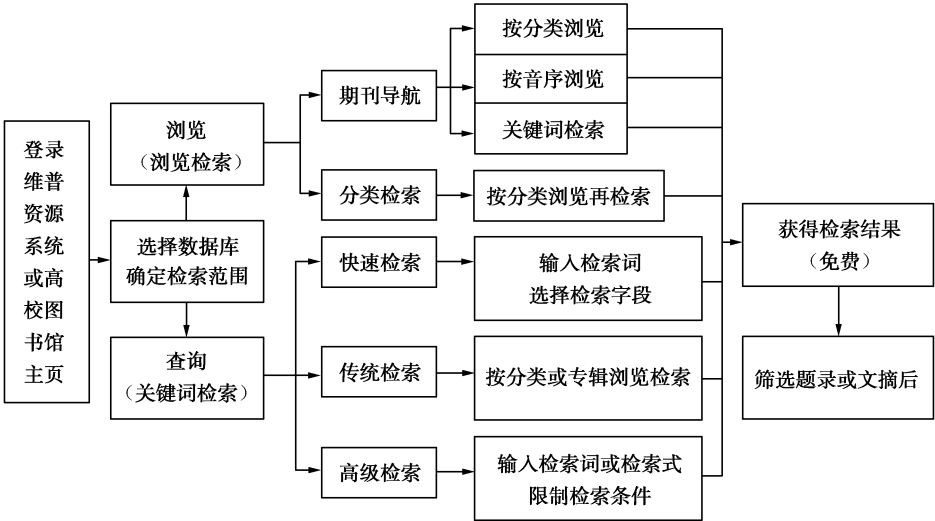 登录
维普
资源
系统
或高
校图
书馆
主页
浏览
（浏览检索）
选择数据库
确定检索范围
查询
（关键词检索）
期刊导航
分类检索
快速检索
传统检索
高级检索
按分类浏览
按音序浏览
关键词检索
按分类浏览再检索
输入检索词
选择检索字段
按分类或专辑浏览检索
输入检索词或检索式
限制检索条件
获得检索结果
（免费）
筛选题录或文摘后